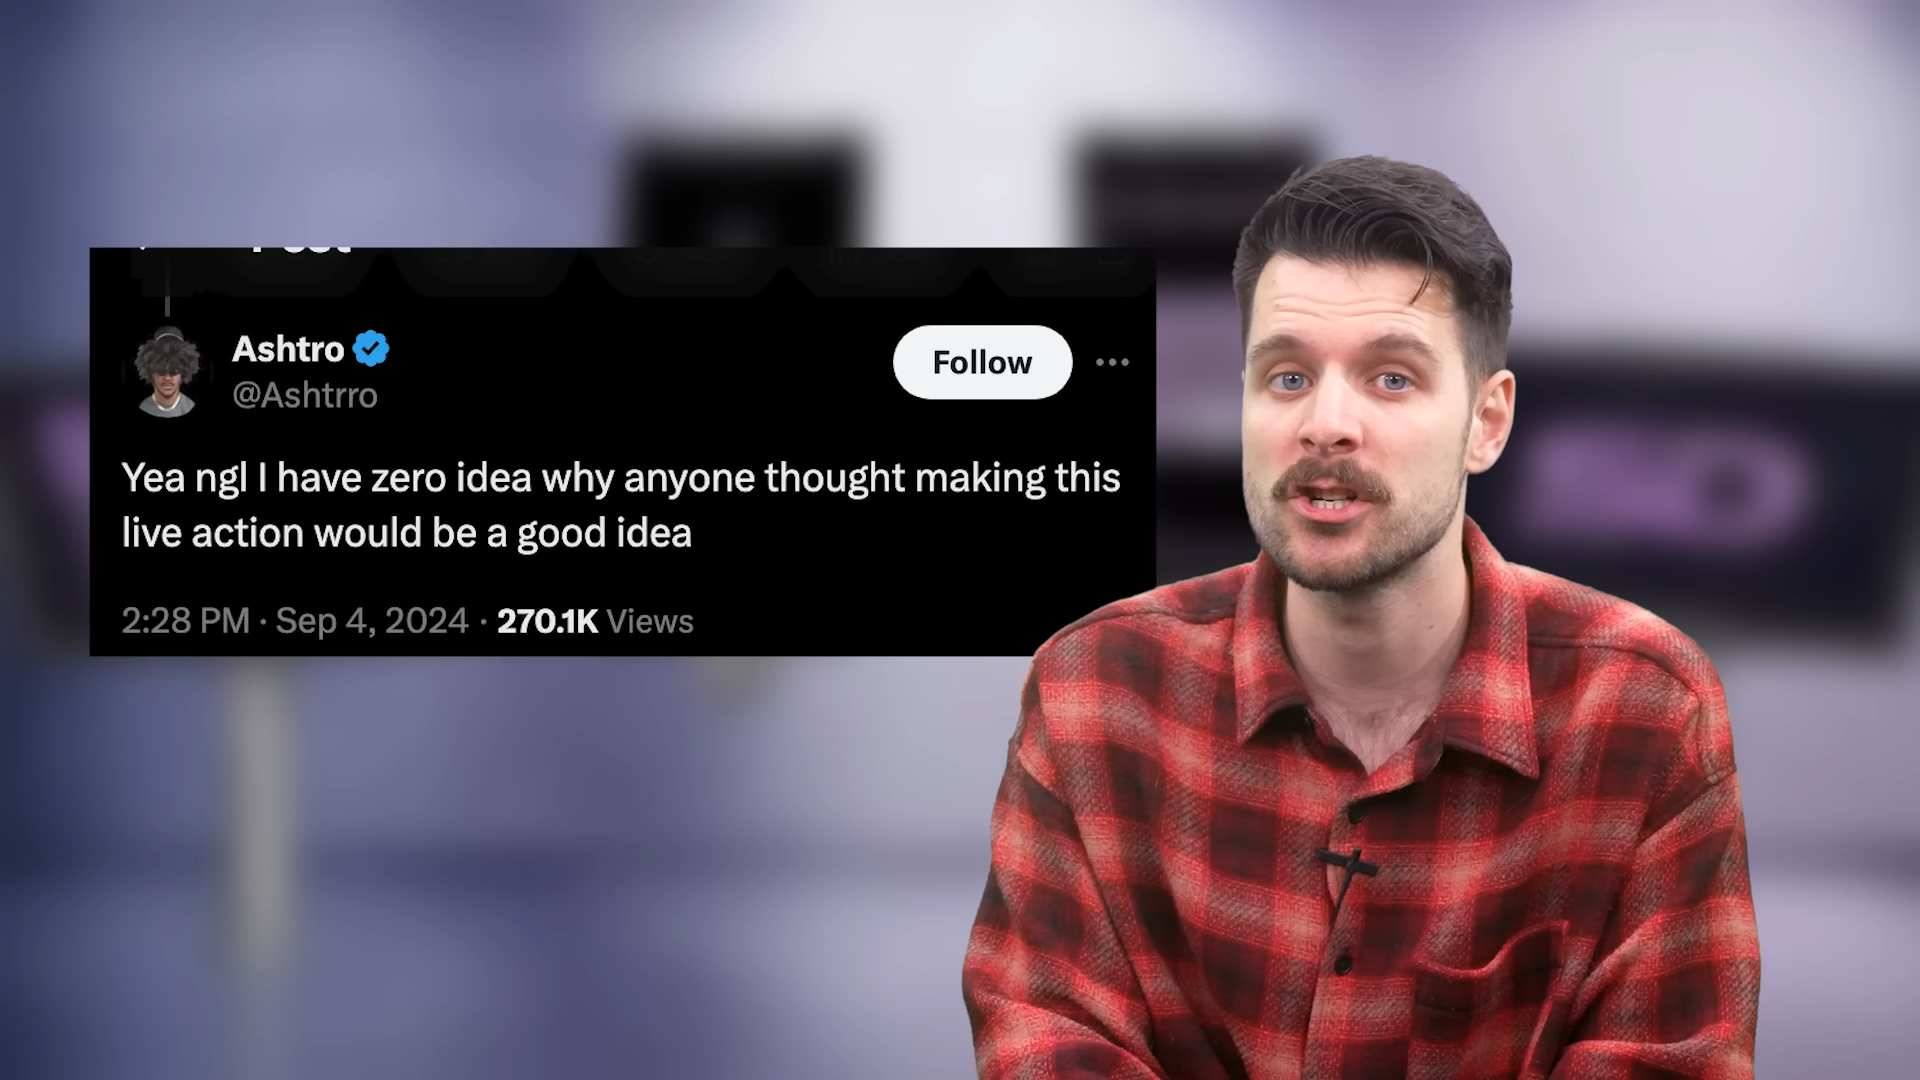 Ashtro
@Ashtrro
Follow
Yea ngl I have zero idea why anyone thought making this
live action would be a good idea
2:28 PM · Sep 4, 2024 · 270.1K Views